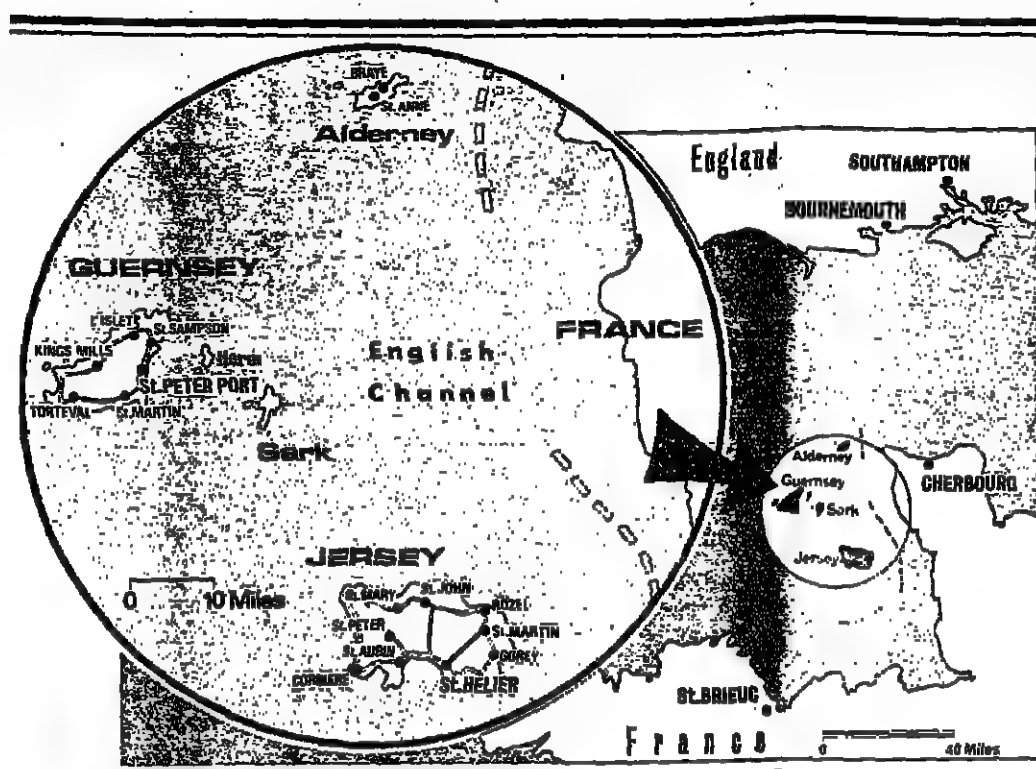 BRAYE
St. ANNE
Alderney
GUERNSEY
L'ISLET
St. SAMPSON
KINGS MILLS
Herm
St. PETER PORT
TORTEVAL
St. MARTIN
Sark
English
Channel
FRANCE
JERSEY
0 10 Miles
St. MARY
St. JOHN
ROZEL
St. PETER
St. MARTIN
St. AUBIN
GOREY
CORBIERE
St. HELIER
England
SOUTHAMPTON
BOURNEMOUTH
Alderney
Guernsey
CHERBOURG
Sark
Jersey
St. BRIEUC
France
0 40 Miles